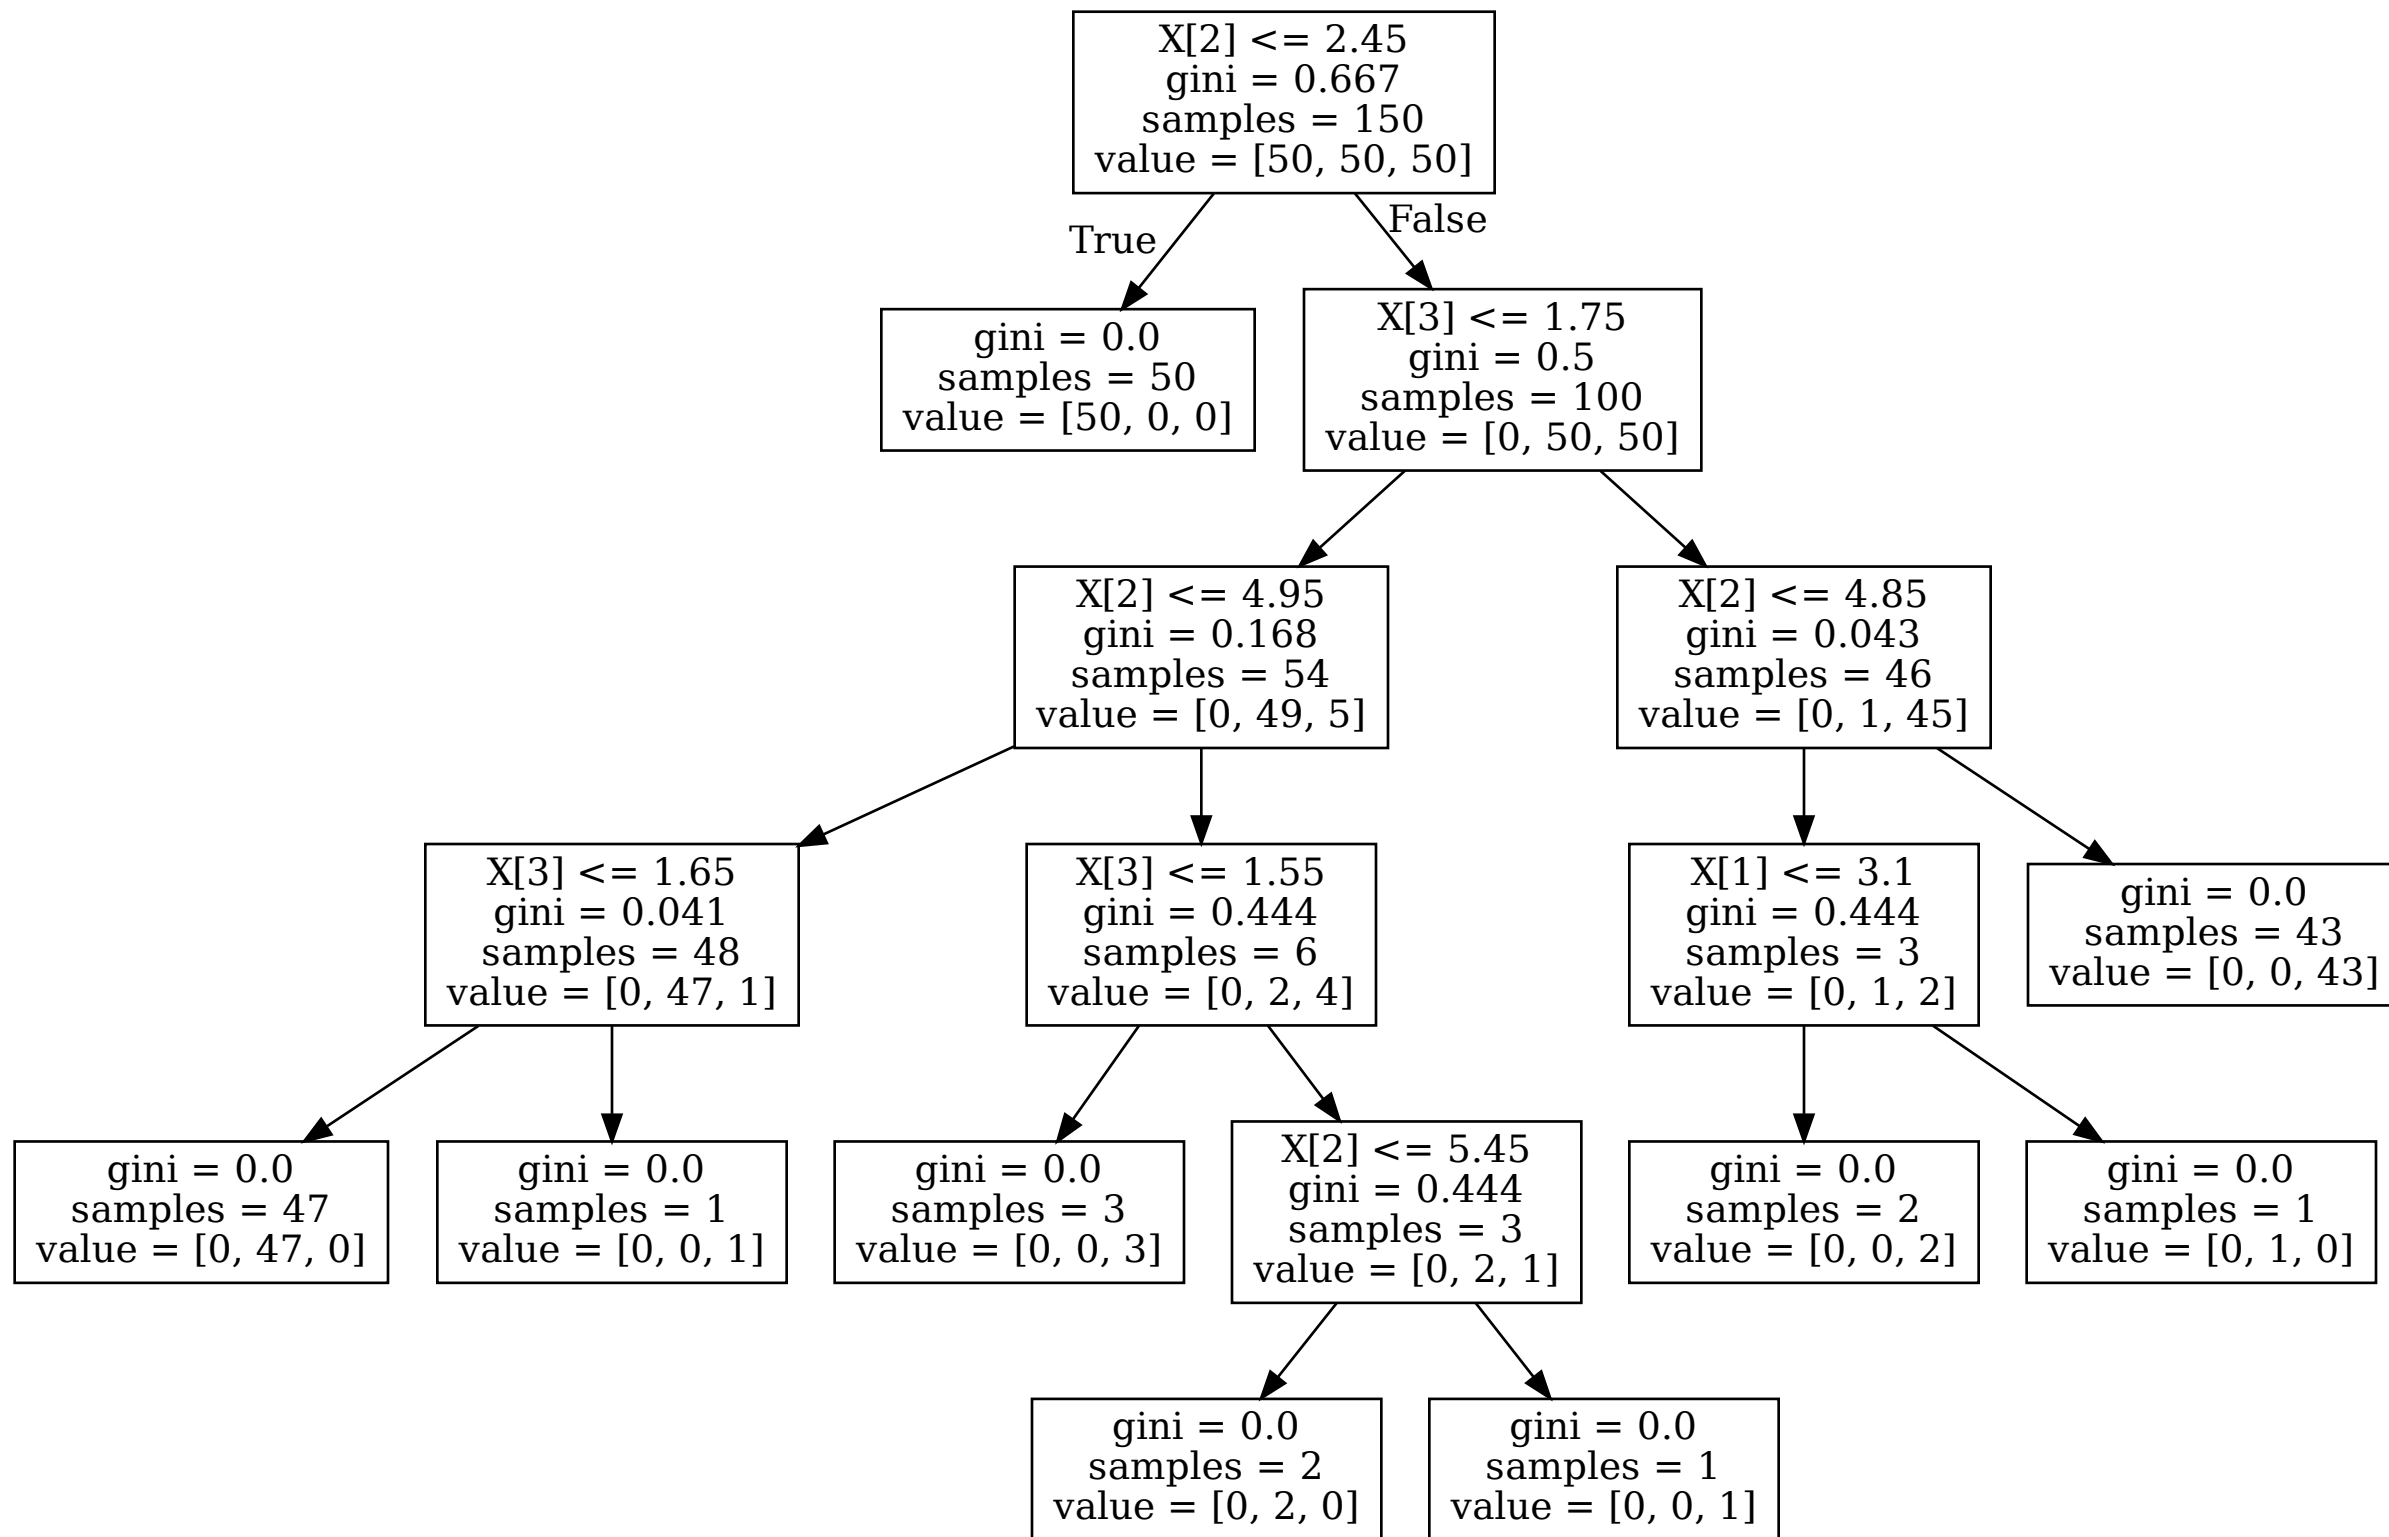 X[2] <= 2.45
gini = 0.667
samples = 150
value = [50, 50, 50]
True
False
gini = 0.0
samples = 50
value = [50, 0, 0]
X[3] <= 1.75
gini = 0.5
samples = 100
value = [0, 50, 50]
X[2] <= 4.95
gini = 0.168
samples = 54
value = [0, 49, 5]
X[2] <= 4.85
gini = 0.043
samples = 46
value = [0, 1, 45]
X[3] <= 1.65
gini = 0.041
samples = 48
value = [0, 47, 1]
X[3] <= 1.55
gini = 0.444
samples = 6
value = [0, 2, 4]
X[1] <= 3.1
gini = 0.444
samples = 3
value = [0, 1, 2]
gini = 0.0
samples = 43
value = [0, 0, 43]
gini = 0.0
samples = 47
value = [0, 47, 0]
gini = 0.0
samples = 1
value = [0, 0, 1]
gini = 0.0
samples = 3
value = [0, 0, 3]
X[2] <= 5.45
gini = 0.444
samples = 3
value = [0, 2, 1]
gini = 0.0
samples = 2
value = [0, 0, 2]
gini = 0.0
samples = 1
value = [0, 1, 0]
gini = 0.0
samples = 2
value = [0, 2, 0]
gini = 0.0
samples = 1
value = [0, 0, 1]